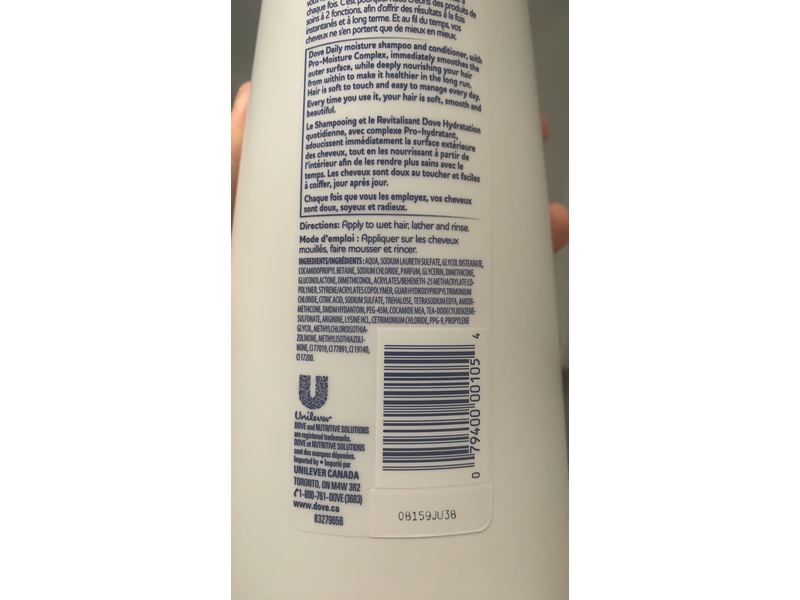 chaque fois. C'est pourquoi nous créons des produits de
soins à 2 fonctions, afin d'offrir des résultats à la fois
instantanés et à long terme. Et au fil du temps, vos
cheveux ne s'en portent que de mieux en mieux.
Dove Daily moisture shampoo and conditioner, with
Pro-Moisture Complex, immediately smoothes the
outer surface, while deeply nourishing your hair
from within to make it healthier in the long run.
Hair is soft to touch and easy to manage every day.
Every time you use it, your hair is soft, smooth and
beautiful.
Le Shampooing et le Revitalisant Dove Hydratation
quotidienne, avec complexe Pro-hydratant,
adoucissent immédiatement la surface extérieure
des cheveux, tout en les nourrissant à partir de
l'intérieur afin de les rendre plus sains avec le
temps. Les cheveux sont doux au toucher et faciles
à coiffer, jour après jour.
Chaque fois que vous les employez, vos cheveux
sont doux, soyeux et radieux.
Directions: Apply to wet hair, lather and rinse.
Mode d'emploi : Appliquer sur les cheveux
mouillés, faire mousser et rincer.
INGREDIENTS/INGRÉDIENTS: AQUA, SODIUM LAURETH SULFATE, GLYCOL DISTEARATE,
COCAMIDOPROPYL BETAINE, SODIUM CHLORIDE, PARFUM, GLYCERIN, DIMETHICONE,
GLUCONOLACTONE, DIMETHICONOL, ACRYLATES/BEHENETH-25 METHACRYLATE CO-
POLYMER, STYRENE/ACRYLATES COPOLYMER, GUAR HYDROXYPROPYLTRIMONIUM
CHLORIDE, CITRIC ACID, SODIUM SULFATE, TREHALOSE, TETRASODIUM EDTA, AMODI-
METHICONE, DMDM HYDANTOIN, PEG-45M, COCAMIDE MEA, TEA-DODECYLBENZENE-
SULFONATE, ARGININE, LYSINE HCL, CETRIMONIUM CHLORIDE, PPG-9, PROPYLENE
GLYCOL, METHYLCHLOROISOTHIA-
ZOLINONE, METHYLISOTHIAZOLI-
NONE, CI 77019, CI 77891, CI 19140,
CI 17200.
Unilever
DOVE and NUTRITIVE SOLUTIONS
are registered trademarks.
DOVE et NUTRITIVE SOLUTIONS
sont des marques déposées.
Imported by • Importé par
UNILEVER CANADA
TORONTO, ON M4W 3R2
1-800-761-DOVE (3683)
www.dove.ca
83279656
0 79400 00105 4
08159JU38